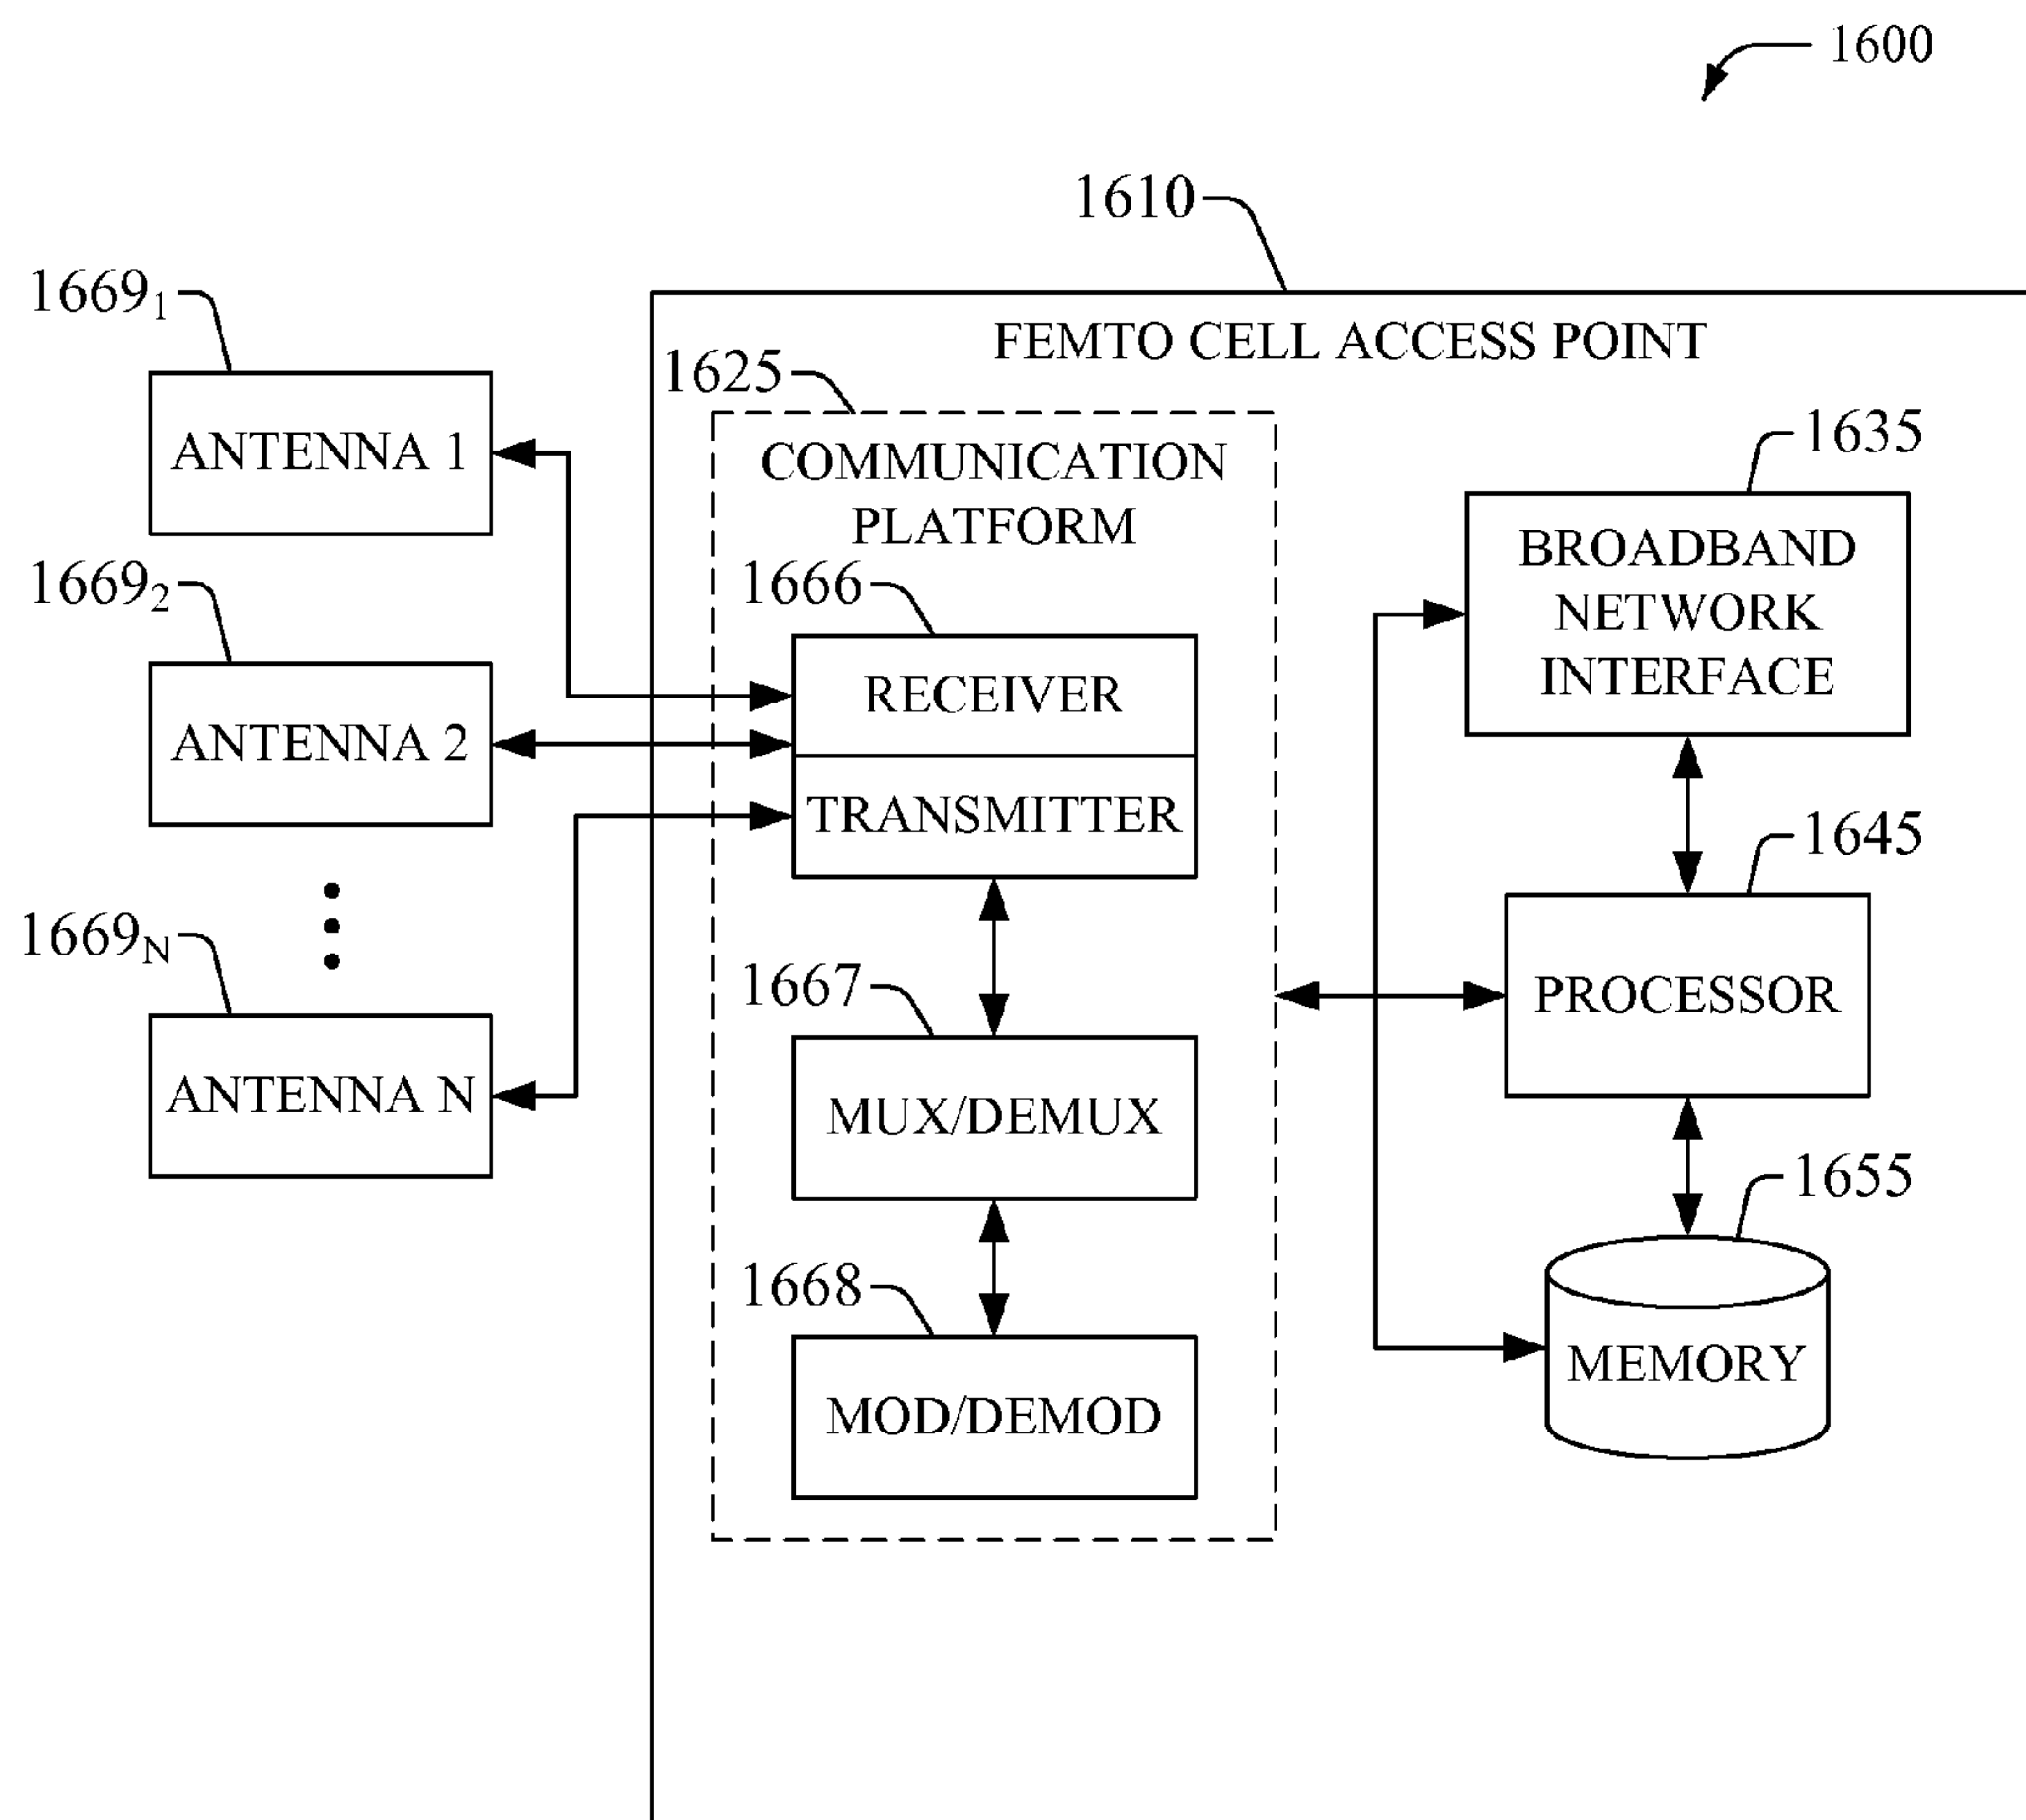 1600
1610
1669₁
FEMTO CELL ACCESS POINT
1625
ANTENNA 1
COMMUNICATION
PLATFORM
1635
BROADBAND
NETWORK
INTERFACE
1669₂
1666
ANTENNA 2
RECEIVER
TRANSMITTER
1645
PROCESSOR
1669N
1667
ANTENNA N
MUX/DEMUX
1655
1668
MEMORY
MOD/DEMOD